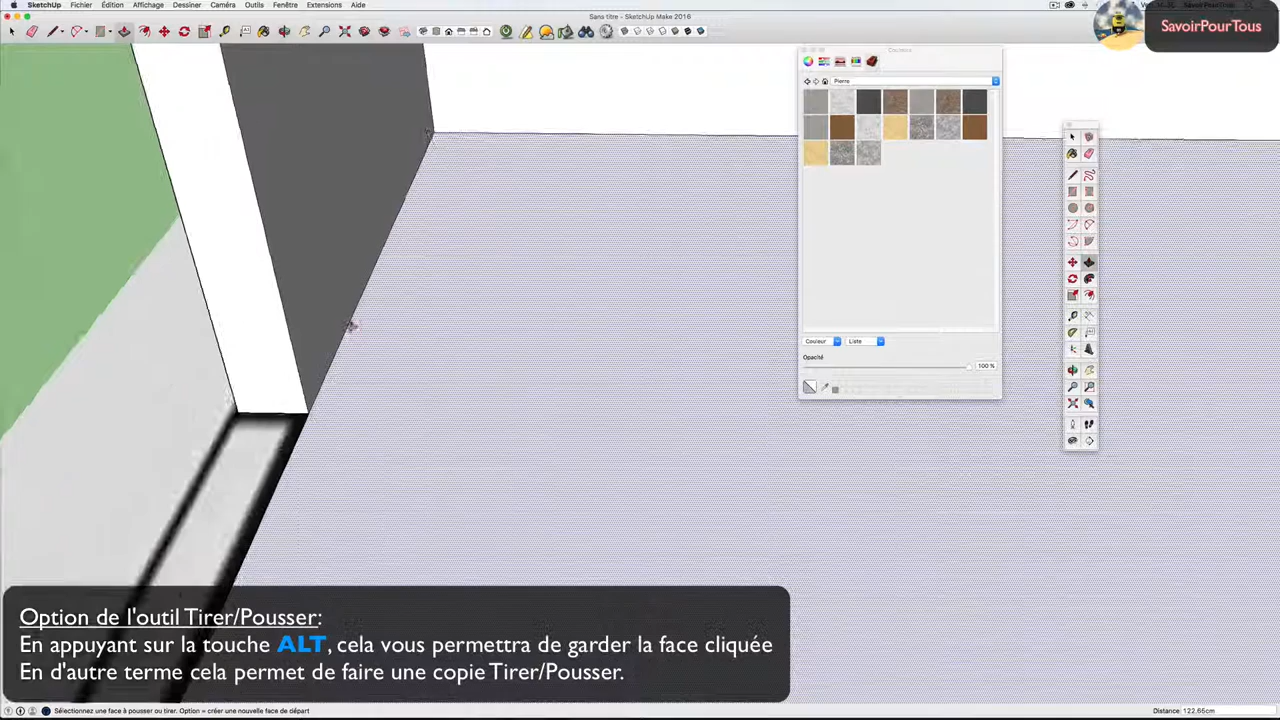 SketchUp Fichier Édition Affichage Dessiner Caméra Outils Fenêtre Extensions Aide
Sans titre - SketchUp Make 2016
SavoirPourTous
Couleurs
Pierre
Couleur Liste
Opacité
100 %
Option de l'outil Tirer/Pousser:
En appuyant sur la touche ALT, cela vous permettra de garder la face cliquée
En d'autre terme cela permet de faire une copie Tirer/Pousser.
Sélectionnez une face à pousser ou tirer. Option = créer une nouvelle face de départ
Distance 122,65cm